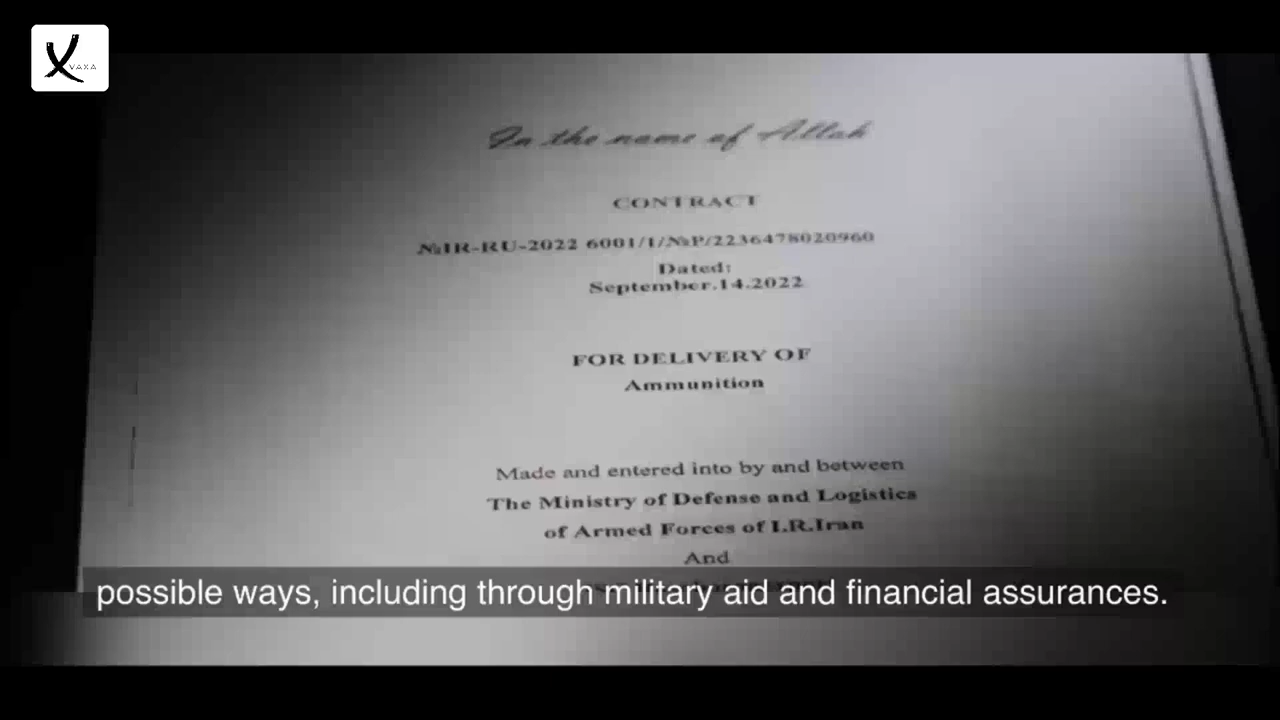 VAXA
In the name of Allah
CONTRACT
№IR-RU-2022 6001/1/№P/2236478020960
Dated:
September.14.2022
FOR DELIVERY OF
Ammunition
Made and entered into by and between
The Ministry of Defense and Logistics
of Armed Forces of I.R.Iran
And
possible ways, including through military aid and financial assurances.